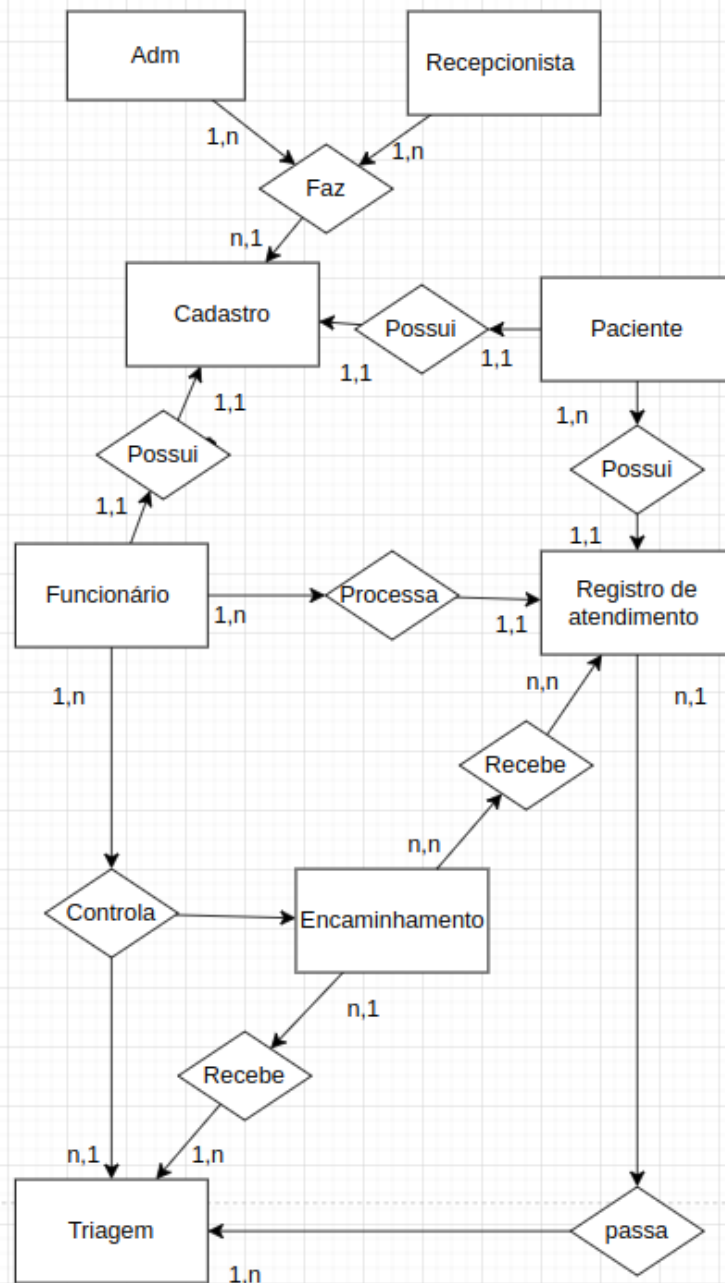 Adm
Recepcionista
1,n
1,n
Faz
n,1
Cadastro
Possui
Paciente
1,1
1,1
1,1
1,n
Possui
Possui
1,1
1,1
Funcionário
Processa
Registro de
atendimento
1,n
1,1
1,n
n,n
n,1
Recebe
n,n
Controla
Encaminhamento
n,1
Recebe
n,1
1,n
Triagem
passa
1,n